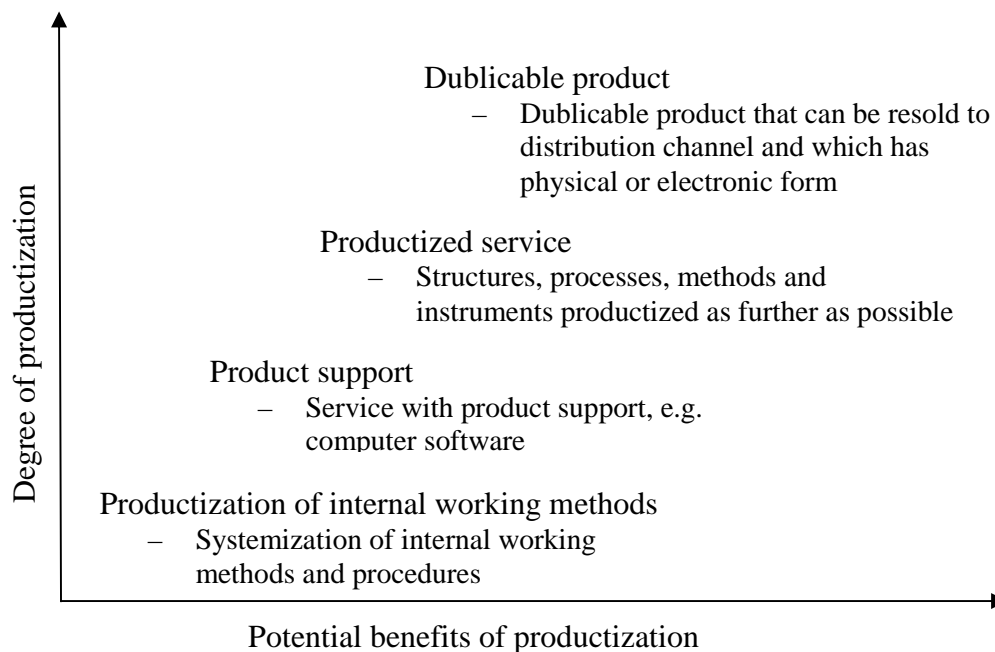 Dublicable product
– Dublicable product that can be resold to
distribution channel and which has
physical or electronic form
Productized service
– Structures, processes, methods and
instruments productized as further as possible
Product support
– Service with product support, e.g.
computer software
Productization of internal working methods
– Systemization of internal working
methods and procedures
Degree of productization
Potential benefits of productization